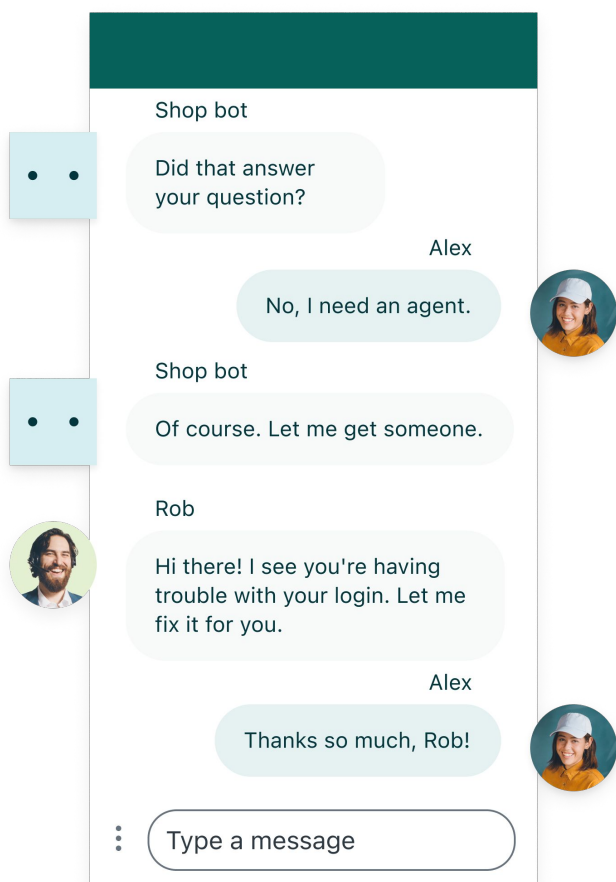 Shop bot
Did that answer
your question?
Alex
No, I need an agent.
Shop bot
Of course. Let me get someone.
Rob
Hi there! I see you're having
trouble with your login. Let me
fix it for you.
Alex
Thanks so much, Rob!
Type a message